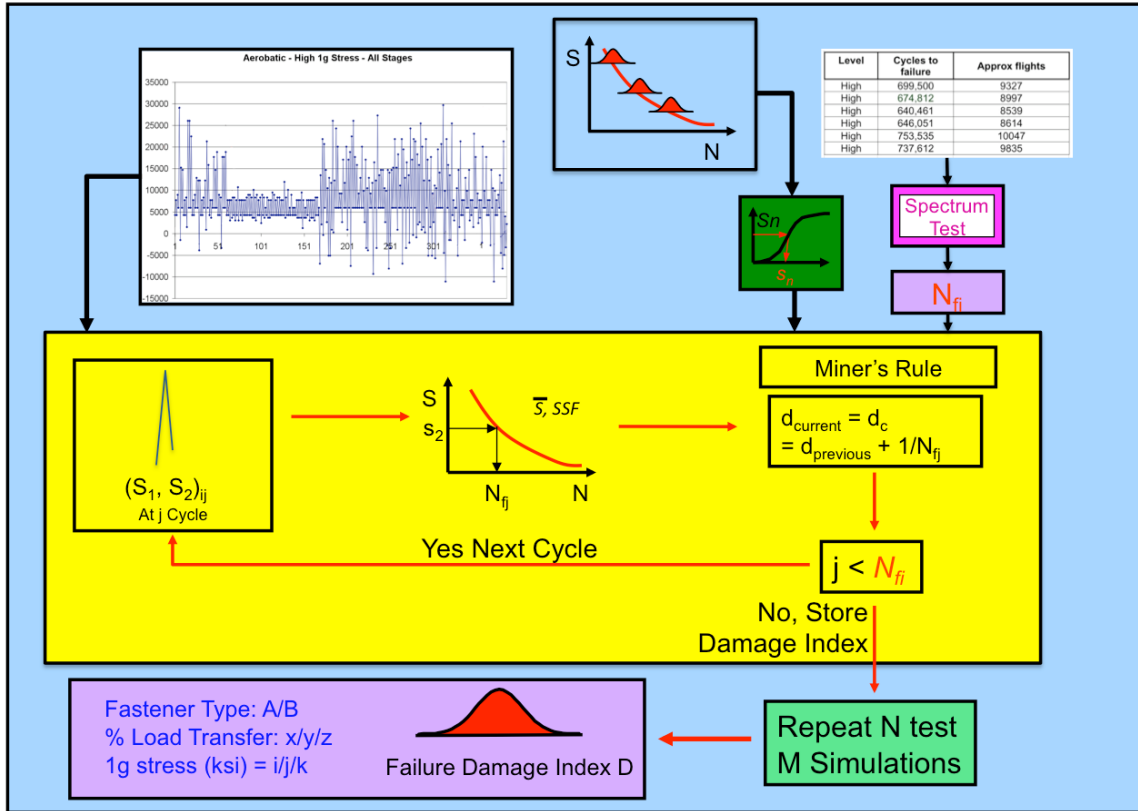 Aerobatic - High 1g Stress - All Stages
35000
30000
25000
20000
15000
10000
5000
0
-5000
-10000
-15000
1 51 101 151 201 251 301
S
N
Level Cycles to failure Approx flights
High 699,500 9327
High 674,812 8997
High 640,461 8539
High 646,051 8614
High 753,535 10047
High 737,612 9835
Sn
sn
Spectrum
Test
Nfi
(S1, S2)ij
At j Cycle
S
s2
Nfj
N
S̅, SSF
Miner’s Rule
dcurrent = dc
= dprevious + 1/Nfj
Yes Next Cycle
j < Nfi
No, Store
Damage Index
Fastener Type: A/B
% Load Transfer: x/y/z
1g stress (ksi) = i/j/k
Failure Damage Index D
Repeat N test
M Simulations